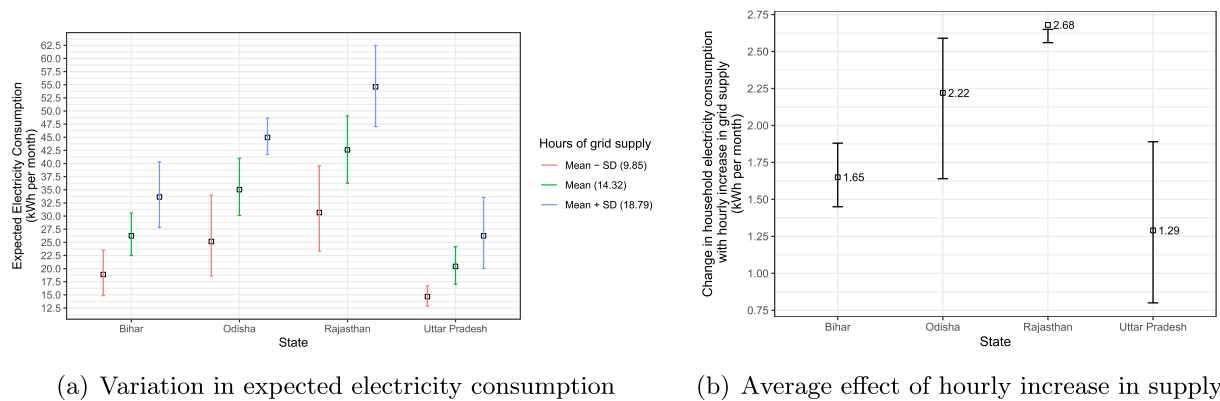 62.5
60.0
57.5
55.0
52.5
50.0
47.5
45.0
42.5
40.0
37.5
35.0
32.5
30.0
27.5
25.0
22.5
20.0
17.5
15.0
12.5
Expected Electricity Consumption
(kWh per month)
Bihar
Odisha
Rajasthan
Uttar Pradesh
State
Hours of grid supply
Mean − SD (9.85)
Mean (14.32)
Mean + SD (18.79)
(a) Variation in expected electricity consumption
2.75
2.50
2.25
2.00
1.75
1.50
1.25
1.00
0.75
Change in household electricity consumption
with hourly increase in grid supply
(kWh per month)
1.65
2.22
2.68
1.29
Bihar
Odisha
Rajasthan
Uttar Pradesh
State
(b) Average effect of hourly increase in supply